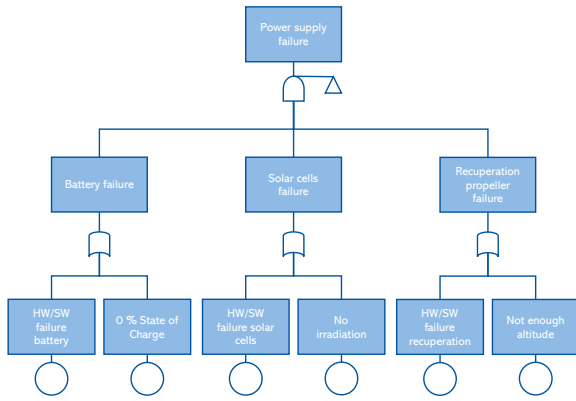 Power supply
failure
Battery failure
Solar cells
failure
Recuperation
propeller
failure
HW/SW
failure
battery
0 % State of
Charge
HW/SW
failure solar
cells
No
irradiation
HW/SW
failure
recuperation
Not enough
altitude